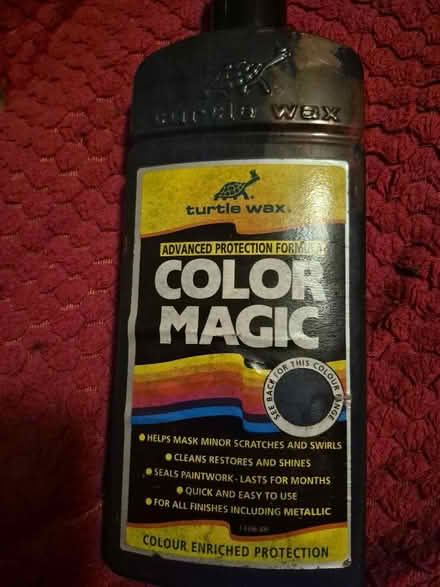 turtle wax
turtle wax.
ADVANCED PROTECTION FORMULA
COLOR
MAGIC
SEE BACK FOR THIS COLOUR RANGE
• HELPS MASK MINOR SCRATCHES AND SWIRLS
• CLEANS RESTORES AND SHINES
• SEALS PAINTWORK - LASTS FOR MONTHS
• QUICK AND EASY TO USE
• FOR ALL FINISHES INCLUDING METALLIC
COLOUR ENRICHED PROTECTION